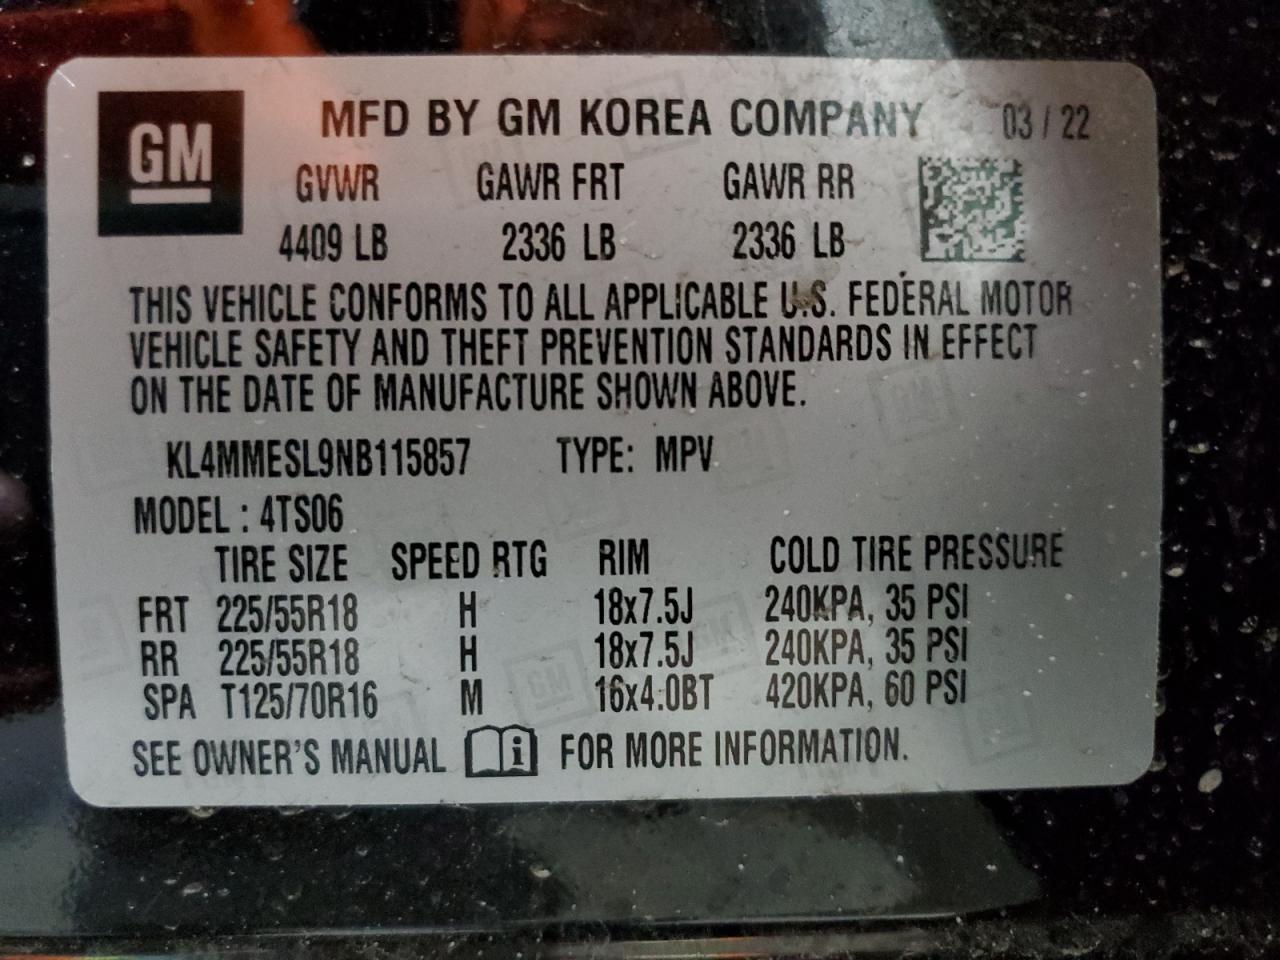 GM
MFD BY GM KOREA COMPANY 03 / 22
GVWR GAWR FRT GAWR RR
4409 LB 2336 LB 2336 LB
THIS VEHICLE CONFORMS TO ALL APPLICABLE U.S. FEDERAL MOTOR
VEHICLE SAFETY AND THEFT PREVENTION STANDARDS IN EFFECT
ON THE DATE OF MANUFACTURE SHOWN ABOVE.
KL4MMESL9NB115857 TYPE: MPV
MODEL : 4TS06
TIRE SIZE SPEED RTG RIM COLD TIRE PRESSURE
FRT 225/55R18 H 18x7.5J 240KPA, 35 PSI
RR 225/55R18 H 18x7.5J 240KPA, 35 PSI
SPA T125/70R16 M 16x4.0BT 420KPA, 60 PSI
SEE OWNER'S MANUAL i FOR MORE INFORMATION.